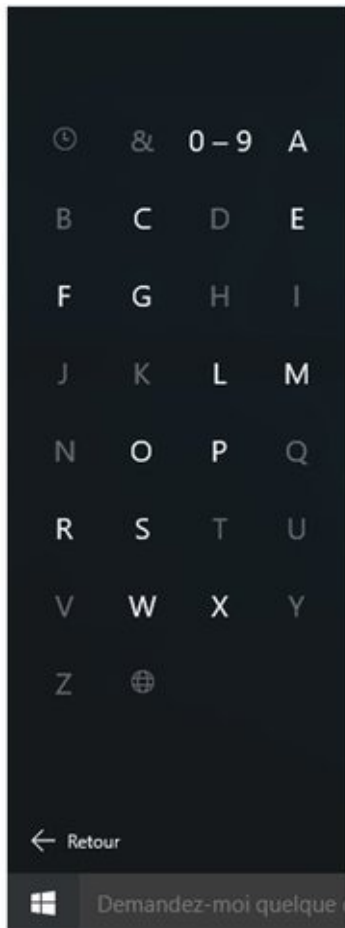 & 0 – 9 A
B C D E
F G H I
J K L M
N O P Q
R S T U
V W X Y
Z
Retour
Demandez-moi quelque